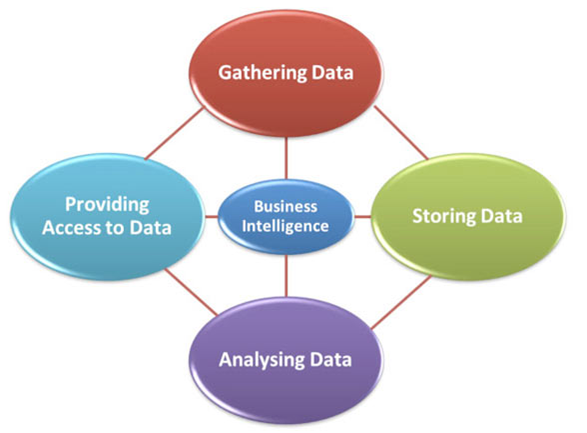 Gathering Data
Providing
Access to Data
Business
Intelligence
Storing Data
Analysing Data